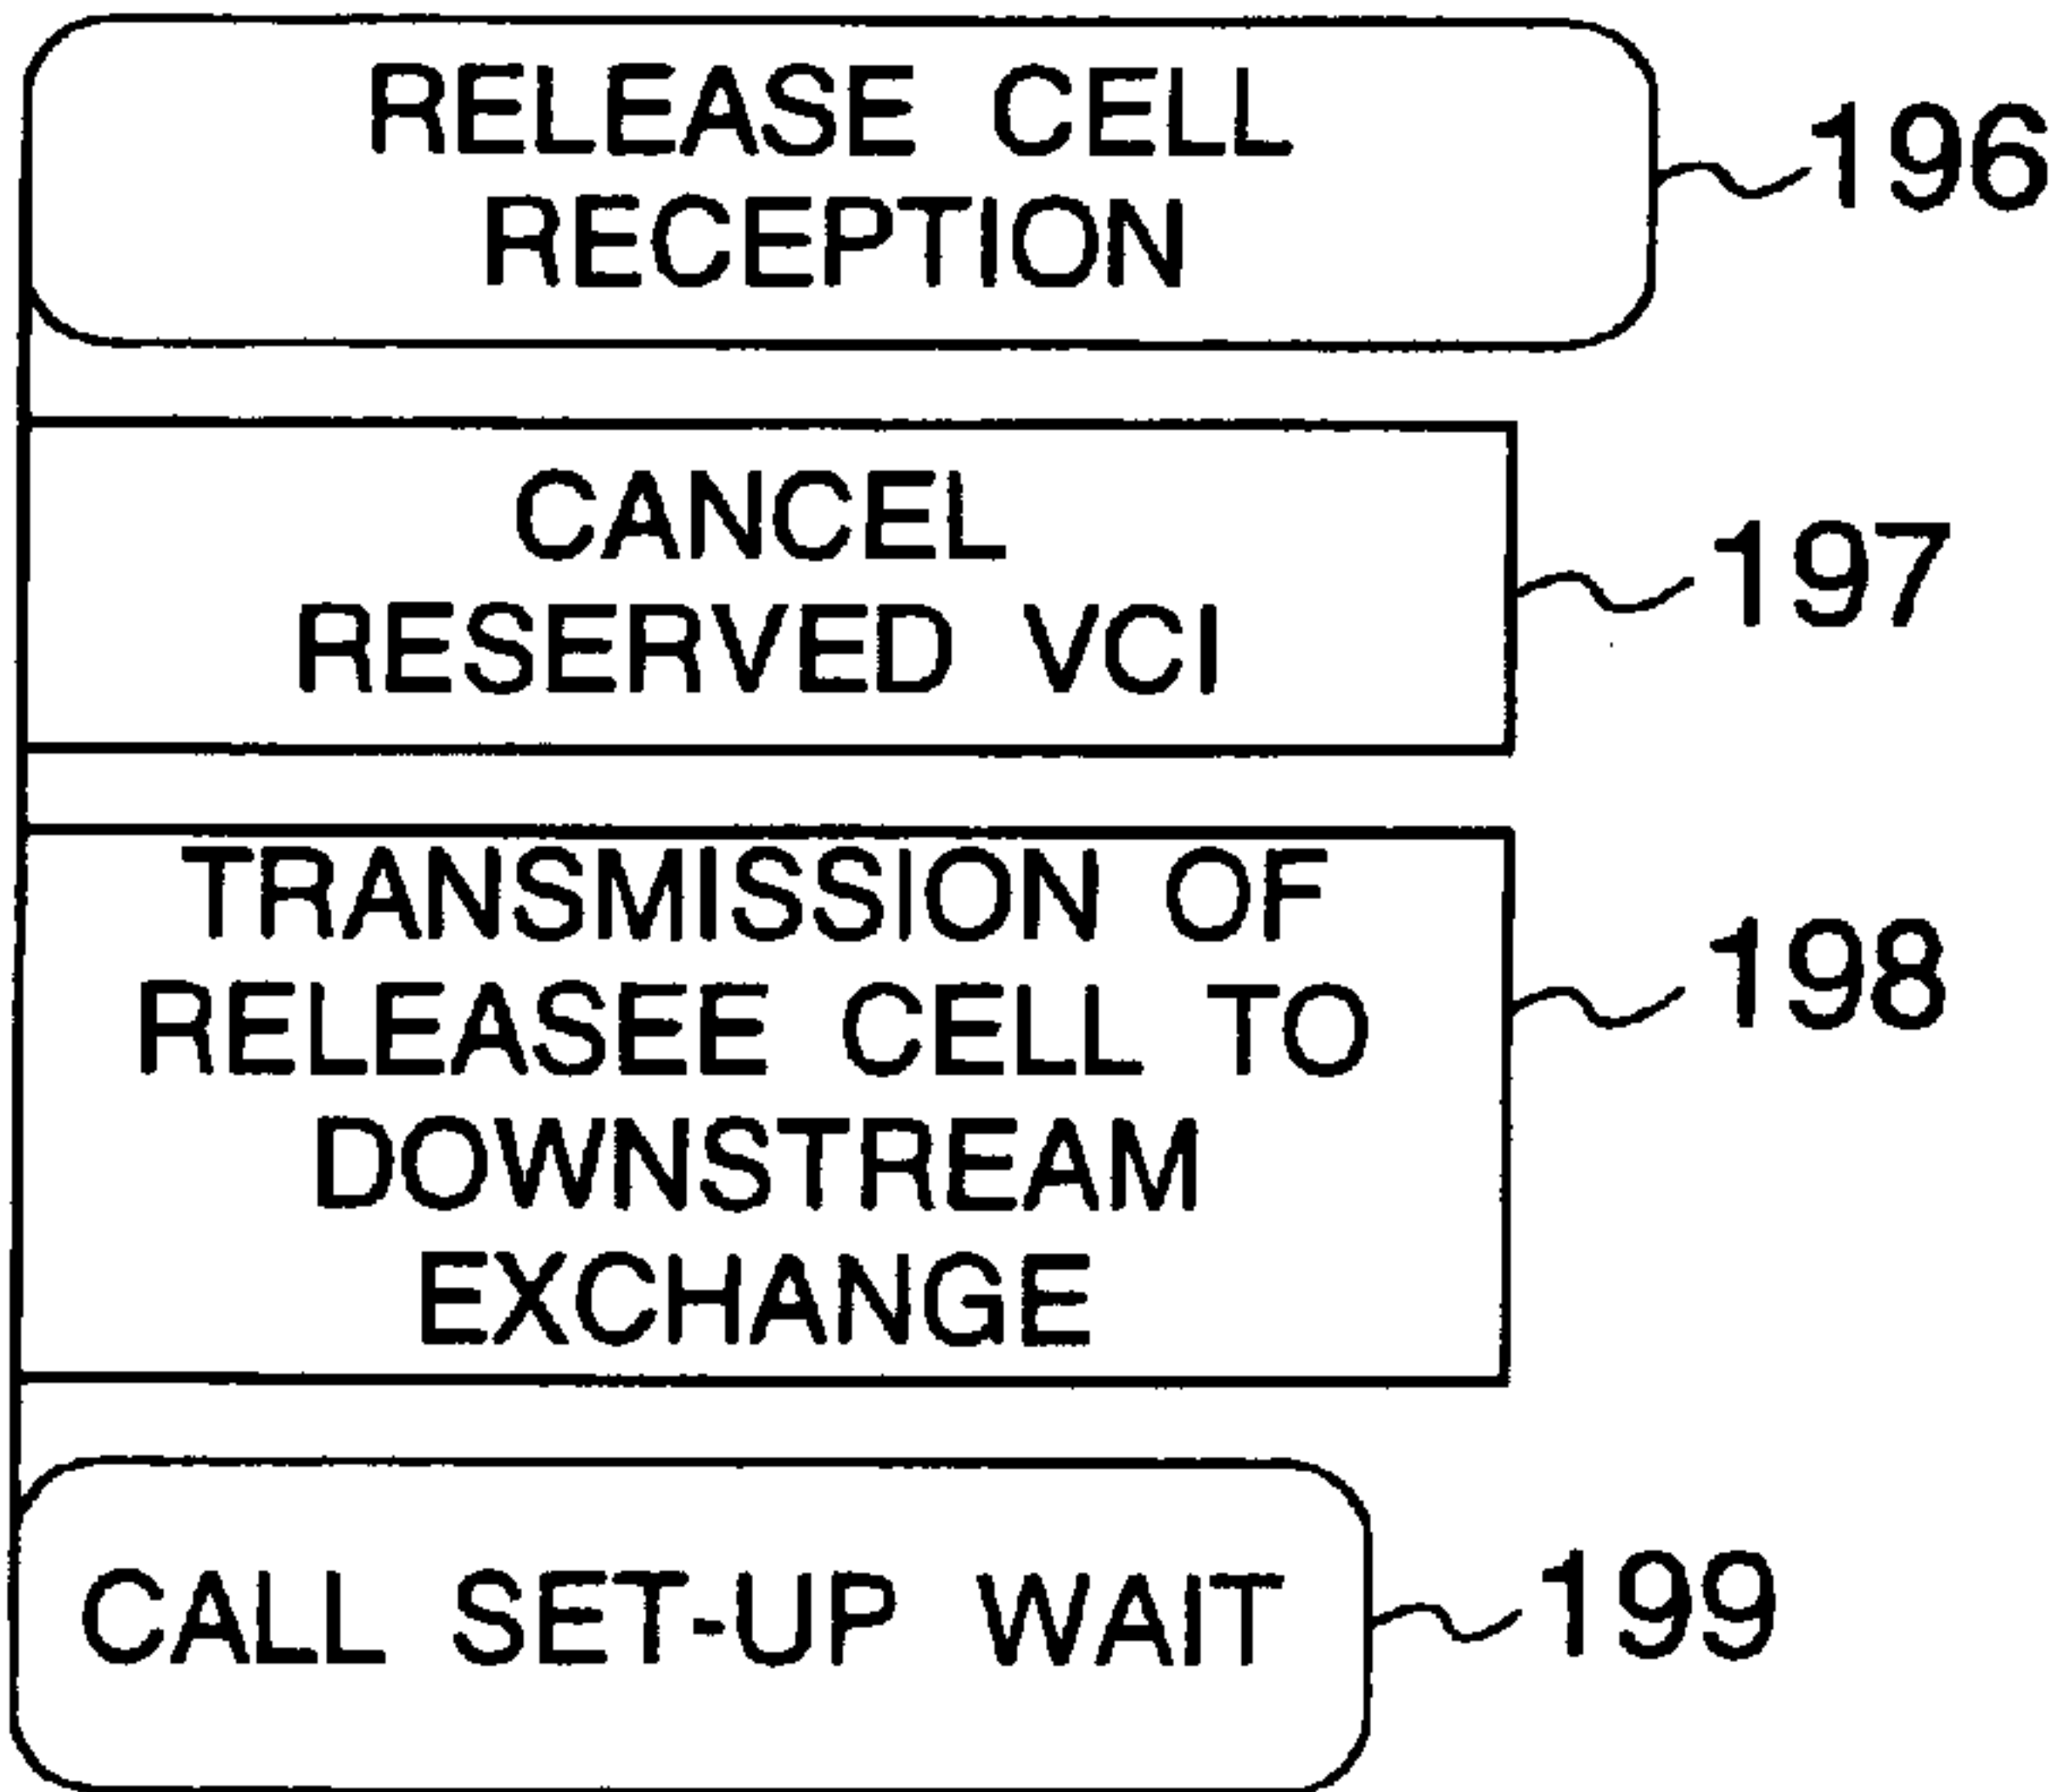 RELEASE CELL
RECEPTION
196
CANCEL
RESERVED VCI
197
TRANSMISSION OF
RELEASEE CELL TO
DOWNSTREAM
EXCHANGE
198
CALL SET-UP WAIT
199